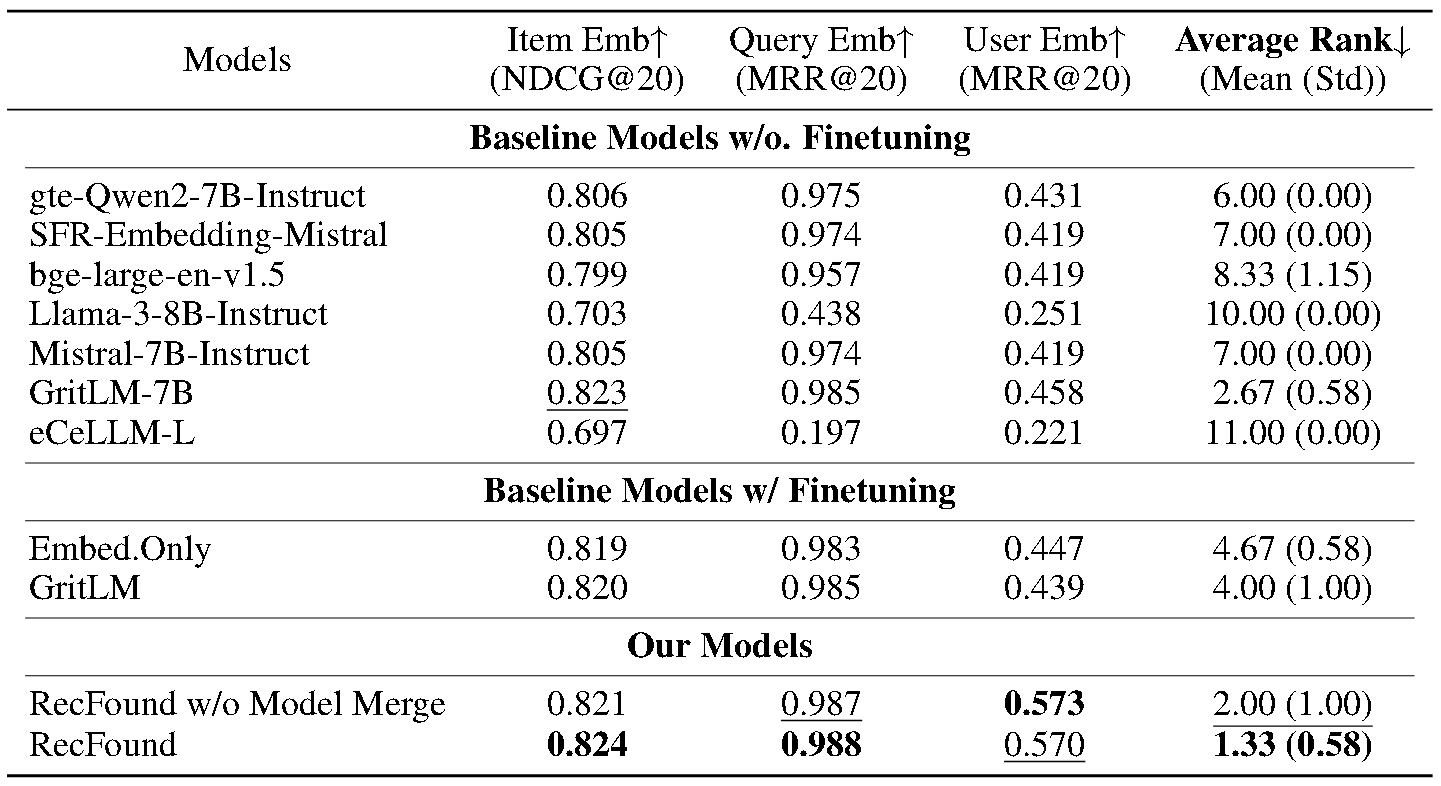 Models Item Emb↑ Query Emb↑ User Emb↑ Average Rank↓
(NDCG@20) (MRR@20) (MRR@20) (Mean (Std))
Baseline Models w/o. Finetuning
gte-Qwen2-7B-Instruct 0.806 0.975 0.431 6.00 (0.00)
SFR-Embedding-Mistral 0.805 0.974 0.419 7.00 (0.00)
bge-large-en-v1.5 0.799 0.957 0.419 8.33 (1.15)
Llama-3-8B-Instruct 0.703 0.438 0.251 10.00 (0.00)
Mistral-7B-Instruct 0.805 0.974 0.419 7.00 (0.00)
GritLM-7B 0.823 0.985 0.458 2.67 (0.58)
eCeLLM-L 0.697 0.197 0.221 11.00 (0.00)
Baseline Models w/ Finetuning
Embed.Only 0.819 0.983 0.447 4.67 (0.58)
GritLM 0.820 0.985 0.439 4.00 (1.00)
Our Models
RecFound w/o Model Merge 0.821 0.987 0.573 2.00 (1.00)
RecFound 0.824 0.988 0.570 1.33 (0.58)